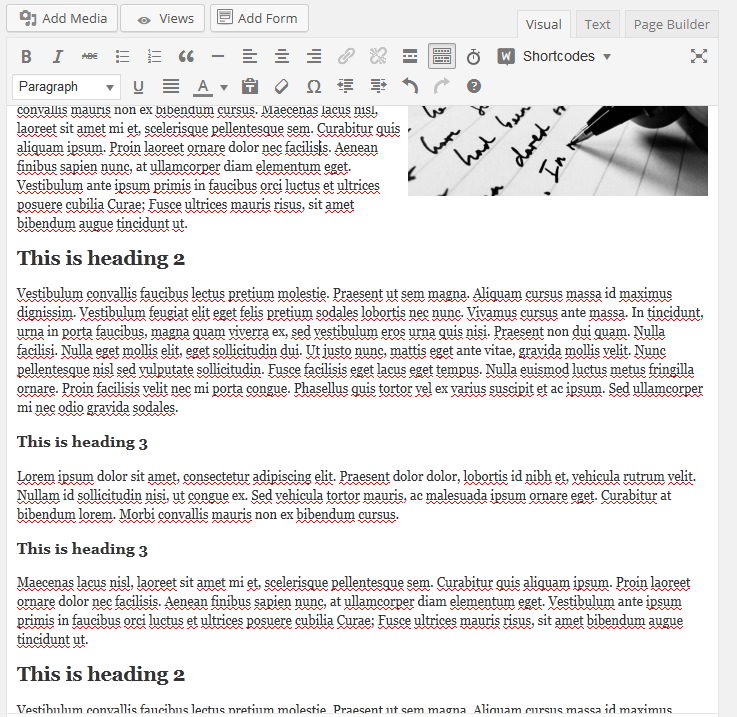 Add Media Views Add Form
Visual Text Page Builder
B I ABC W Shortcodes
Paragraph U A Ω ?
convallis mauris non ex bibendum cursus. Maecenas lacus nisl,
laoreet sit amet mi et, scelerisque pellentesque sem. Curabitur quis
aliquam ipsum. Proin laoreet ornare dolor nec facilisis. Aenean
finibus sapien nunc, at ullamcorper diam elementum eget.
Vestibulum ante ipsum primis in faucibus orci luctus et ultrices
posuere cubilia Curae; Fusce ultrices mauris risus, sit amet
bibendum augue tincidunt ut.
had been
dared
In
This is heading 2
Vestibulum convallis faucibus lectus pretium molestie. Praesent ut sem magna. Aliquam cursus massa id maximus
dignissim. Vestibulum feugiat elit eget felis pretium sodales lobortis nec nunc. Vivamus cursus ante massa. In tincidunt,
urna in porta faucibus, magna quam viverra ex, sed vestibulum eros urna quis nisi. Praesent non dui quam. Nulla
facilisi. Nulla eget mollis elit, eget sollicitudin dui. Ut justo nunc, mattis eget ante vitae, gravida mollis velit. Nunc
pellentesque nisl sed vulputate sollicitudin. Fusce facilisis eget lacus eget tempus. Nulla euismod luctus metus fringilla
ornare. Proin facilisis velit nec mi porta congue. Phasellus quis tortor vel ex varius suscipit et ac ipsum. Sed ullamcorper
mi nec odio gravida sodales.
This is heading 3
Lorem ipsum dolor sit amet, consectetur adipiscing elit. Praesent dolor dolor, lobortis id nibh et, vehicula rutrum velit.
Nullam id sollicitudin nisi, ut congue ex. Sed vehicula tortor mauris, ac malesuada ipsum ornare eget. Curabitur at
bibendum lorem. Morbi convallis mauris non ex bibendum cursus.
This is heading 3
Maecenas lacus nisl, laoreet sit amet mi et, scelerisque pellentesque sem. Curabitur quis aliquam ipsum. Proin laoreet
ornare dolor nec facilisis. Aenean finibus sapien nunc, at ullamcorper diam elementum eget. Vestibulum ante ipsum
primis in faucibus orci luctus et ultrices posuere cubilia Curae; Fusce ultrices mauris risus, sit amet bibendum augue
tincidunt ut.
This is heading 2
Vestibulum convallis faucibus lectus pretium molestie. Praesent ut sem magna. Aliquam cursus massa id maximus